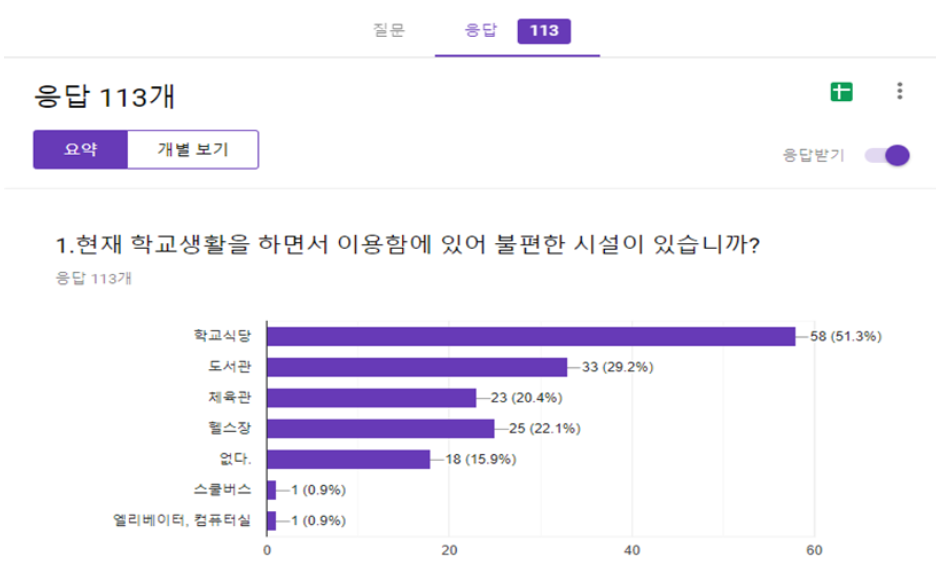 질문 응답 113
응답 113개
요약 개별 보기
응답받기
1.현재 학교생활을 하면서 이용함에 있어 불편한 시설이 있습니까?
응답 113개
학교식당 58 (51.3%)
도서관 33 (29.2%)
체육관 23 (20.4%)
헬스장 25 (22.1%)
없다. 18 (15.9%)
스쿨버스 1 (0.9%)
엘리베이터, 컴퓨터실 1 (0.9%)
0 20 40 60